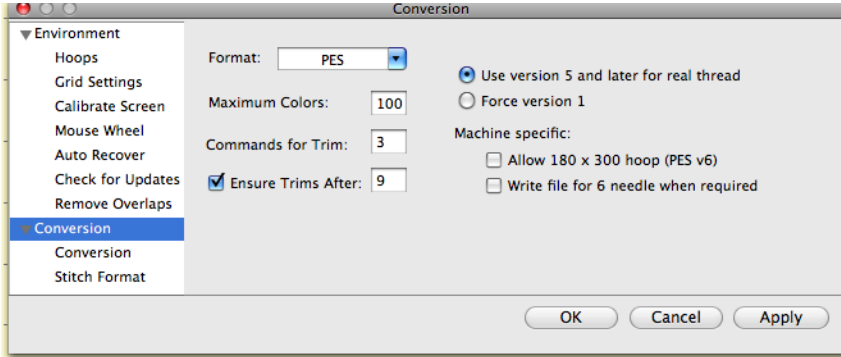 Conversion
Environment
Hoops
Grid Settings
Calibrate Screen
Mouse Wheel
Auto Recover
Check for Updates
Remove Overlaps
Conversion
Conversion
Stitch Format
Format: PES
Maximum Colors: 100
Commands for Trim: 3
Ensure Trims After: 9
Use version 5 and later for real thread
Force version 1
Machine specific:
Allow 180 x 300 hoop (PES v6)
Write file for 6 needle when required
OK Cancel Apply